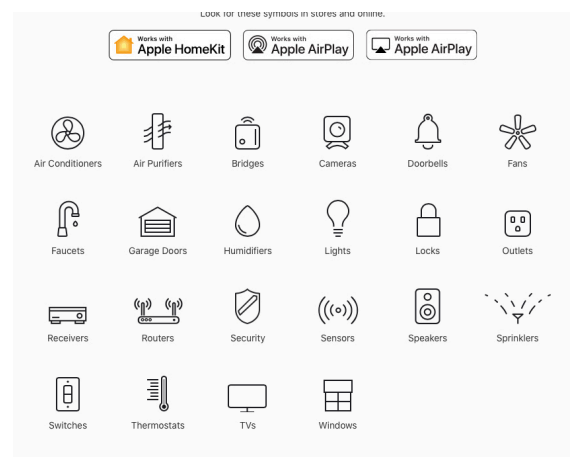 Look for these symbols in stores and online.
Works with
Apple HomeKit
Works with
Apple AirPlay
Works with
Apple AirPlay
Air Conditioners
Air Purifiers
Bridges
Cameras
Doorbells
Fans
Faucets
Garage Doors
Humidifiers
Lights
Locks
Outlets
Receivers
Routers
Security
Sensors
Speakers
Sprinklers
Switches
Thermostats
TVs
Windows